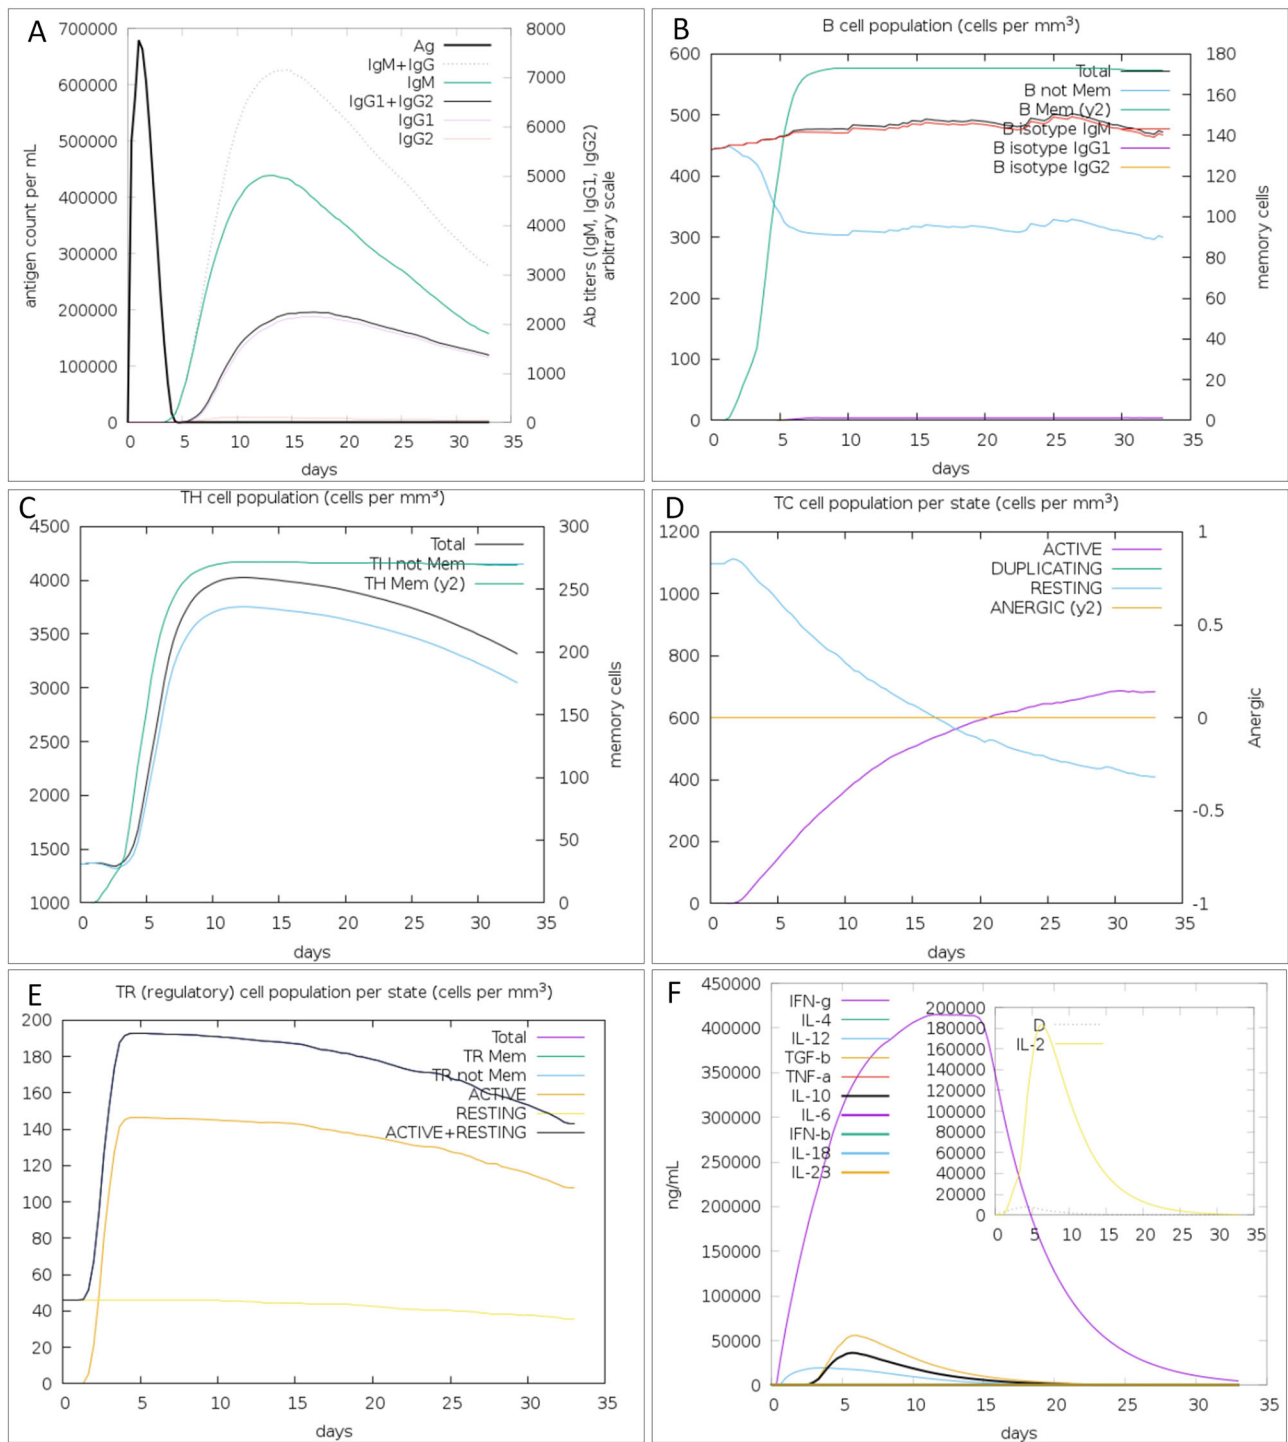 A
700000
600000
500000
400000
300000
200000
100000
0
antigen count per mL
8000
7000
6000
5000
4000
3000
2000
1000
0
Ab titers (IgM, IgG1, IgG2)
arbitrary scale
Ag
IgM+IgG
IgM
IgG1+IgG2
IgG1
IgG2
0 5 10 15 20 25 30 35
days
B
B cell population (cells per mm³)
600
500
400
300
200
100
0
180
160
140
120
100
80
60
40
20
0
memory cells
Total
B not Mem
B Mem (y2)
B isotype IgM
B isotype IgG1
B isotype IgG2
0 5 10 15 20 25 30 35
days
C
TH cell population (cells per mm³)
4500
4000
3500
3000
2500
2000
1500
1000
300
250
200
150
100
50
0
memory cells
Total
TH not Mem
TH Mem (y2)
0 5 10 15 20 25 30 35
days
D
TC cell population per state (cells per mm³)
1200
1000
800
600
400
200
0
1
0.5
0
-0.5
-1
Anergic
ACTIVE
DUPLICATING
RESTING
ANERGIC (y2)
0 5 10 15 20 25 30 35
days
E
TR (regulatory) cell population per state (cells per mm³)
200
180
160
140
120
100
80
60
40
20
0
Total
TR Mem
TR not Mem
ACTIVE
RESTING
ACTIVE+RESTING
0 5 10 15 20 25 30 35
days
F
450000
400000
350000
300000
250000
200000
150000
100000
50000
0
ng/mL
IFN-g
IL-4
IL-12
TGF-b
TNF-a
IL-10
IL-6
IFN-b
IL-18
IL-23
200000
180000
160000
140000
120000
100000
80000
60000
40000
20000
0
D
IL-2
0 5 10 15 20 25 30 35
0 5 10 15 20 25 30 35
days